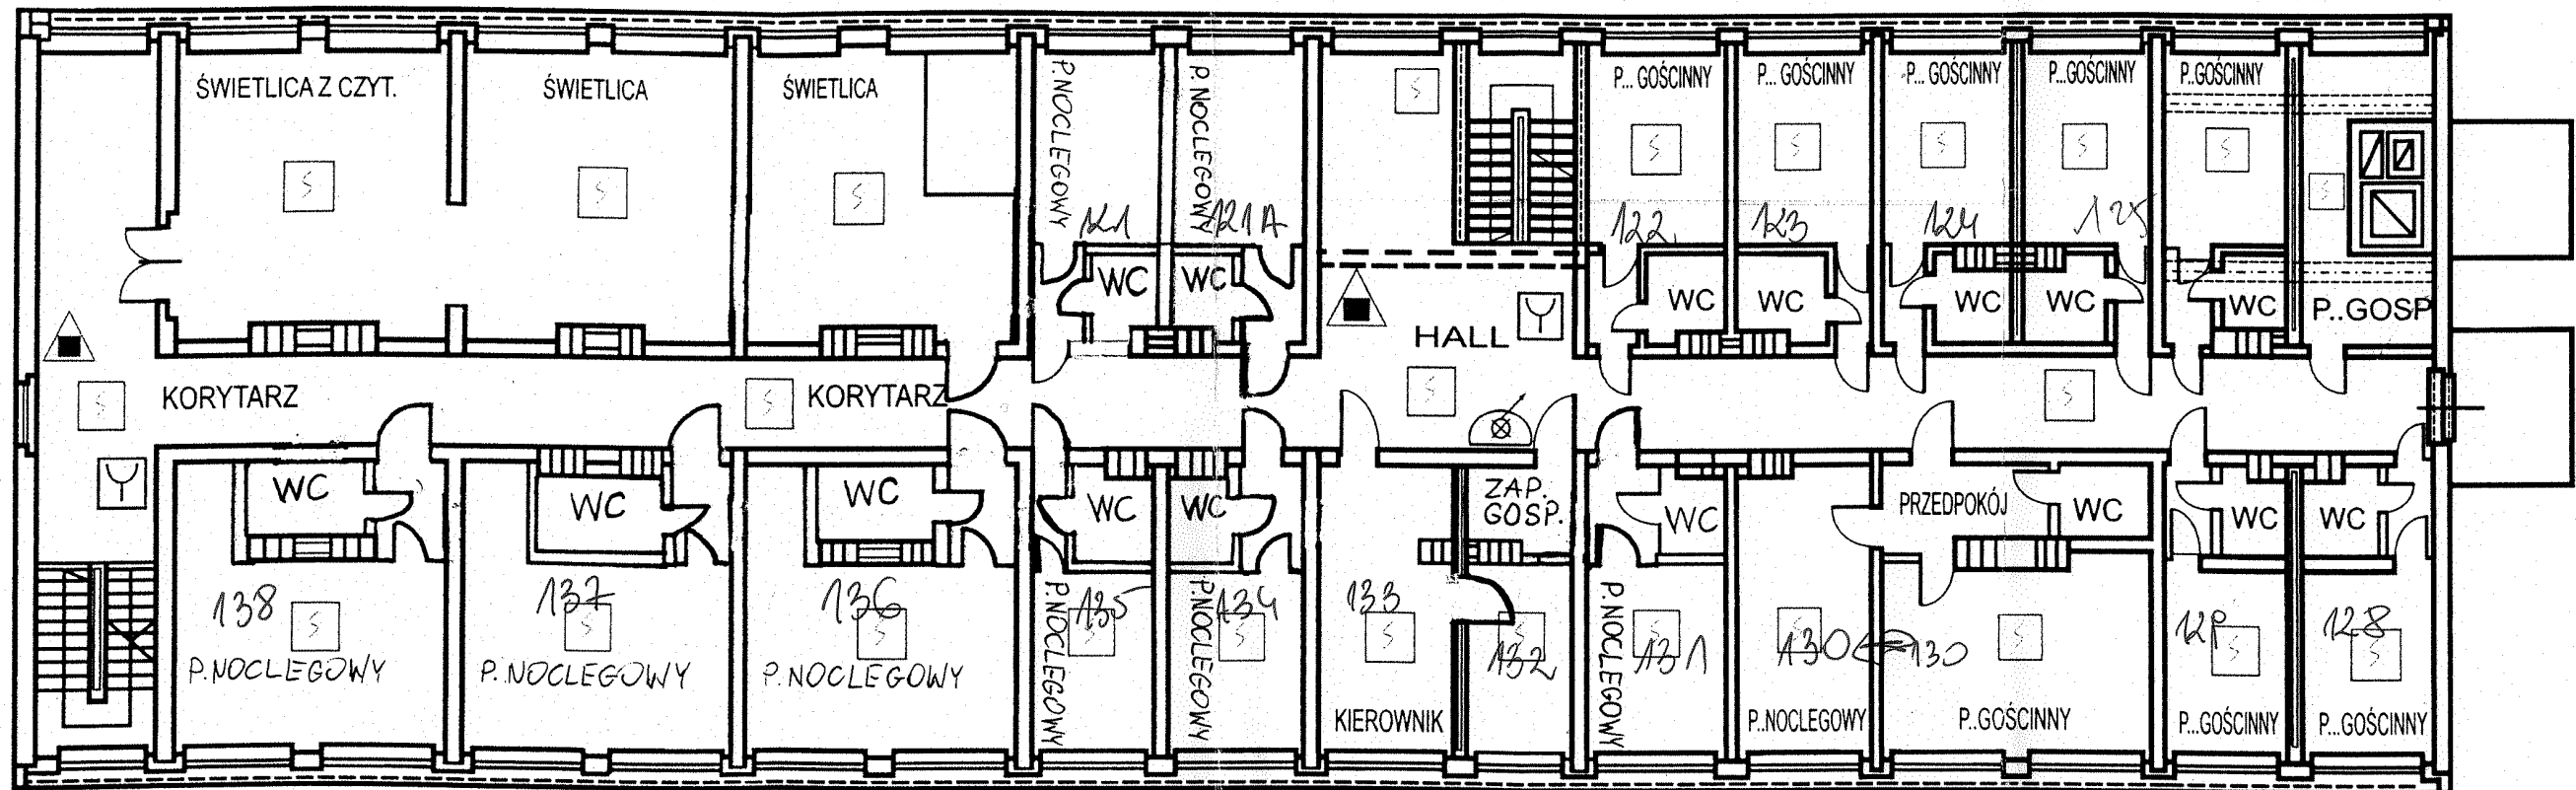 ŚWIETLICA Z CZYT.
ŚWIETLICA
ŚWIETLICA
P.NOCLEGOWY
121
P. NOCLEGOWY
121A
P... GOŚCINNY
122
P... GOŚCINNY
123
P... GOŚCINNY
124
P...GOŚCINNY
125
P.GOŚCINNY
S
S
S
S
S
S
S
S
S
S
WC
WC
WC
WC
WC
WC
WC
P..GOSP
HALL
KORYTARZ
KORYTARZ
S
S
S
S
WC
WC
WC
WC
WC
ZAP.
GOSP.
WC
PRZEDPOKÓJ
WC
WC
WC
138
S
P.NOCLEGOWY
137
S
P.NOCLEGOWY
136
S
P.NOCLEGOWY
135
S
P.NOCLEGOWY
134
S
P.NOCLEGOWY
133
S
KIEROWNIK
S
132
S
131
P.NOCLEGOWY
S
130
P..NOCLEGOWY
130
S
P..GOŚCINNY
S
P...GOŚCINNY
128
S
P...GOŚCINNY